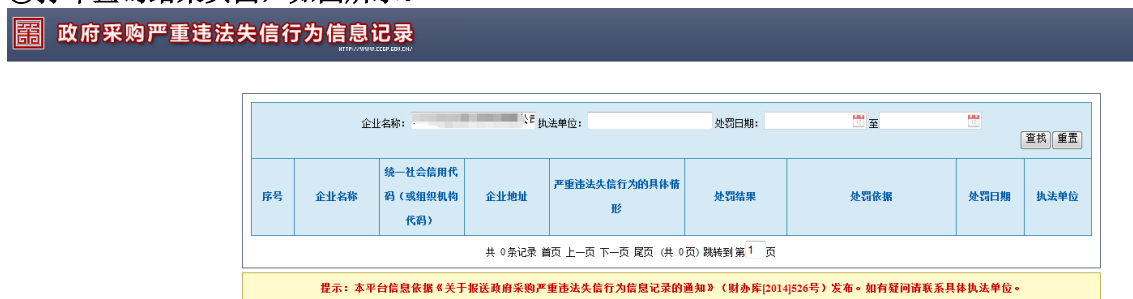 政府采购严重违法失信行为信息记录
HTTP://WWW.CCGP.GOV.CN/
企业名称: 公司 执法单位: 处罚日期: 至
查找 重置
序号 企业名称 统一社会信用代码（或组织机构代码） 企业地址 严重违法失信行为的具体情形 处罚结果 处罚依据 处罚日期 执法单位
共 0条记录 首页 上一页 下一页 尾页 (共 0页) 跳转到第1 页
提示：本平台信息依据《关于报送政府采购严重违法失信行为信息记录的通知》（财办库[2014]526号）发布。如有疑问请联系具体执法单位。